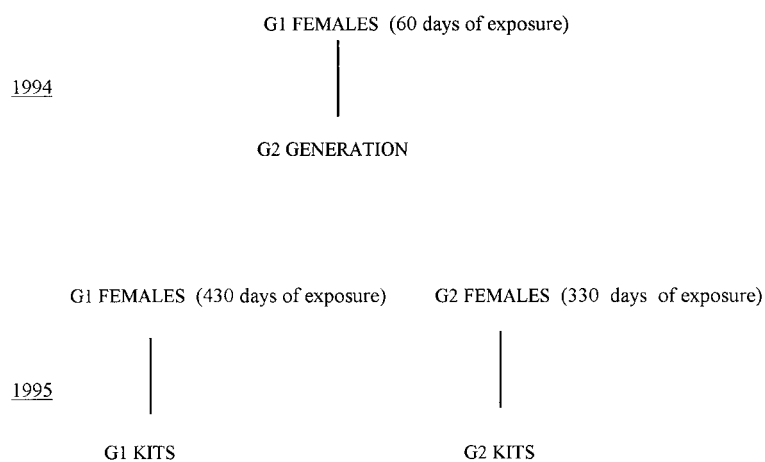 G1 FEMALES (60 days of exposure)
1994
G2 GENERATION
G1 FEMALES (430 days of exposure) G2 FEMALES (330 days of exposure)
1995
G1 KITS G2 KITS